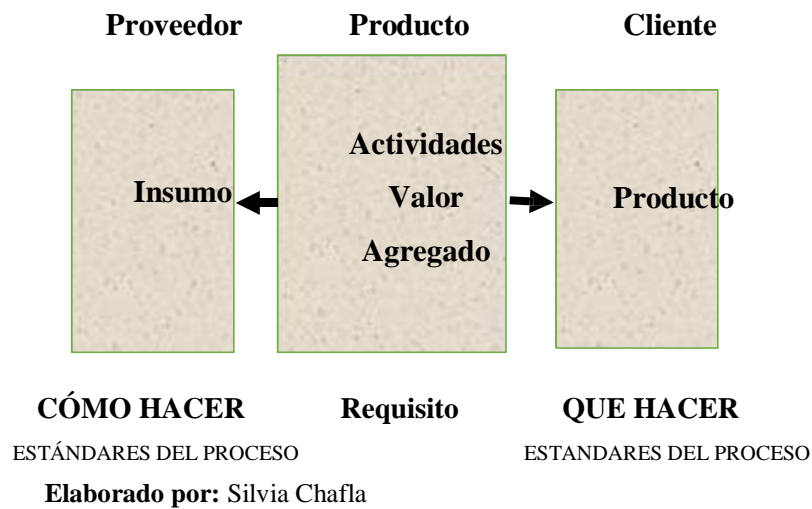 Proveedor Producto Cliente
Actividades
Insumo Valor Producto
Agregado
CÓMO HACER Requisito QUE HACER
ESTÁNDARES DEL PROCESO ESTANDARES DEL PROCESO
Elaborado por: Silvia Chafla